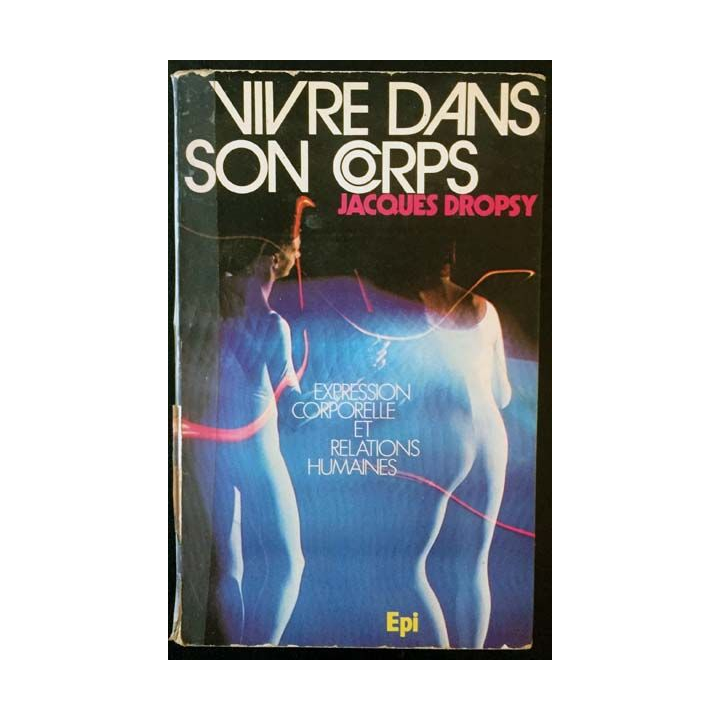 VIVRE DANS
SON CORPS
JACQUES DROPSY
EXPRESSION
CORPORELLE
ET
RELATIONS
HUMAINES
Epi